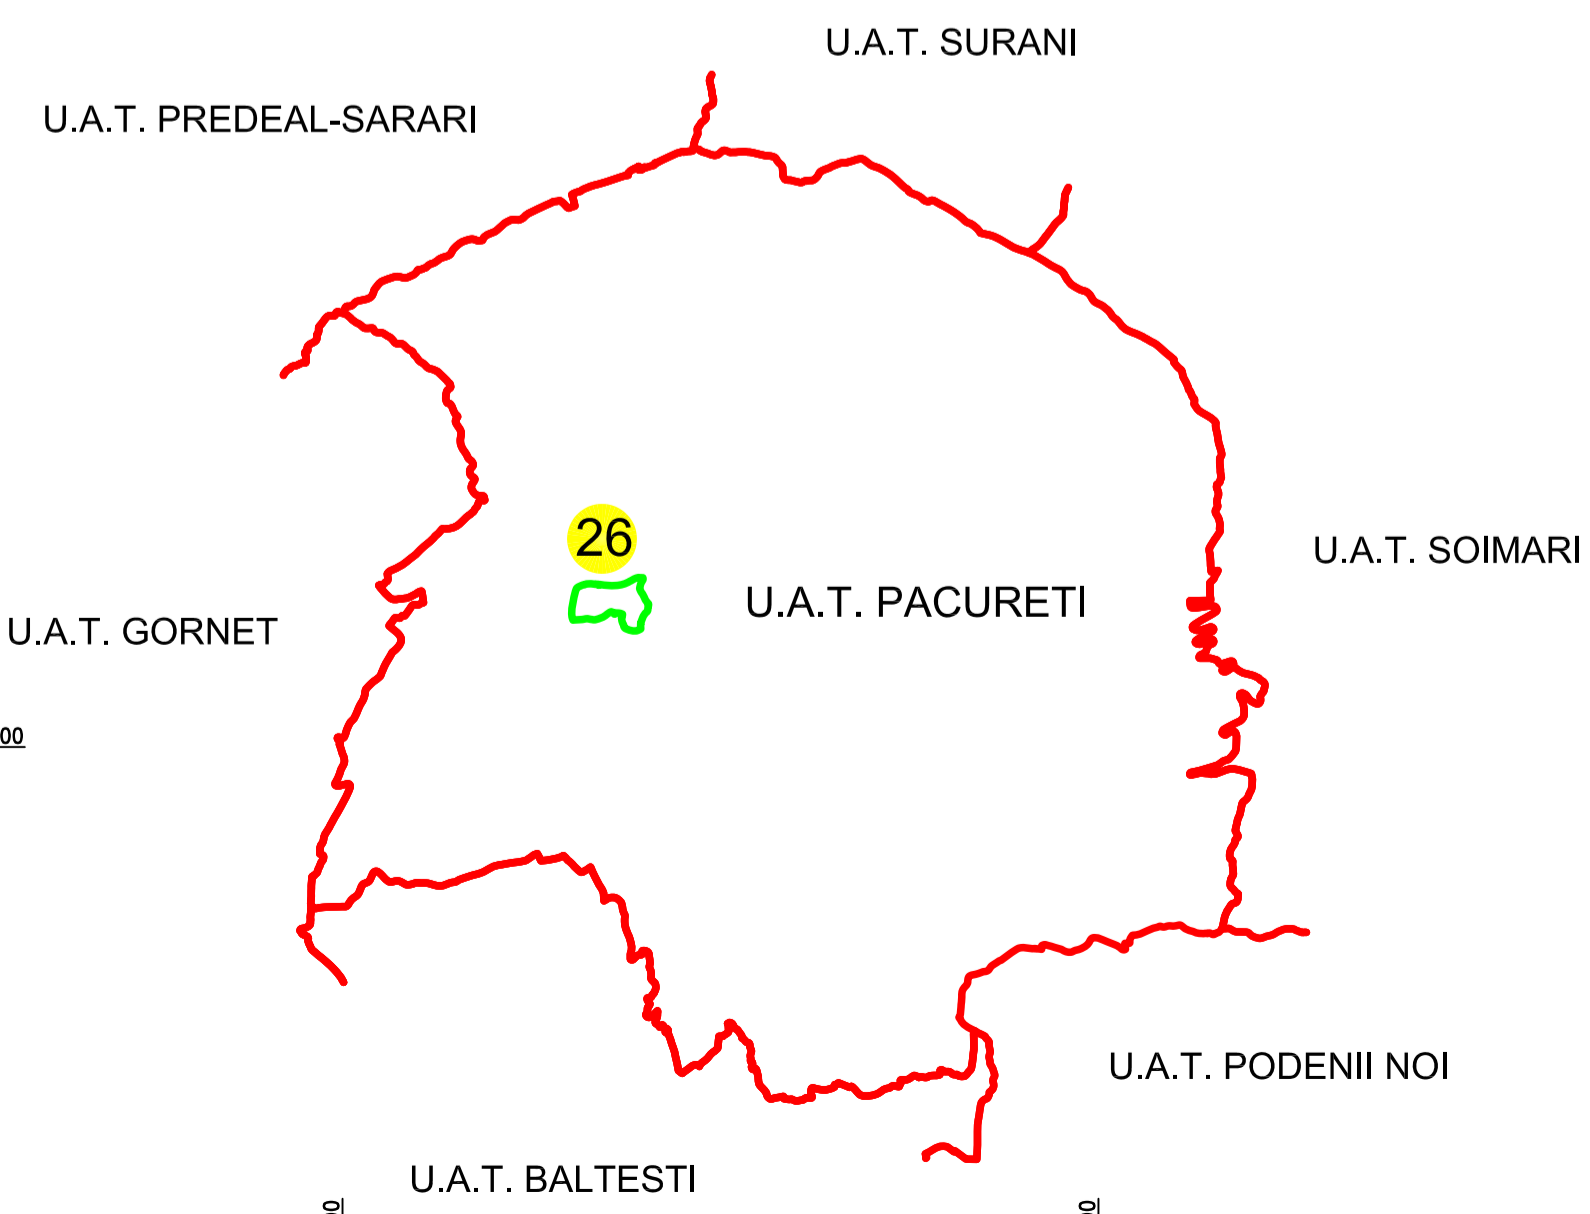 U.A.T. SURANI
U.A.T. PREDEAL-SARARI
26
U.A.T. SOIMARI
U.A.T. PACURETI
U.A.T. GORNET
00
U.A.T. PODENII NOI
U.A.T. BALTESTI